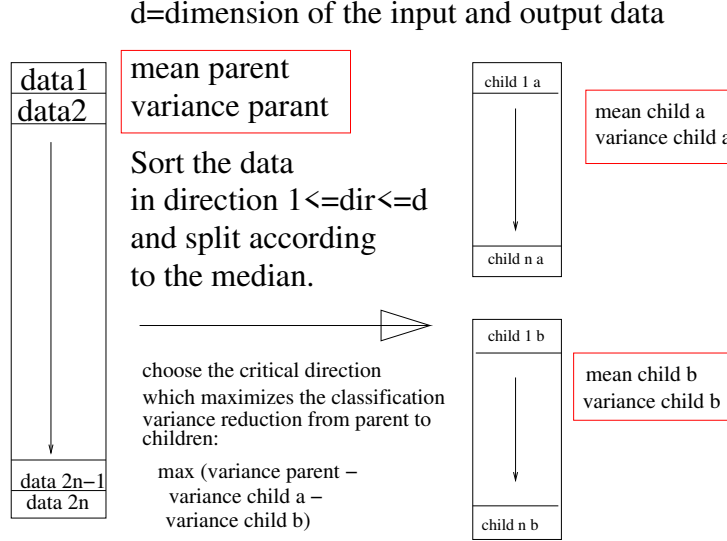 d=dimension of the input and output data
data1
data2
data 2n−1
data 2n
mean parent
variance parant
Sort the data
in direction 1<=dir<=d
and split according
to the median.
choose the critical direction
which maximizes the classification
variance reduction from parent to
children:
max (variance parent −
variance child a −
variance child b)
child 1 a
child n a
mean child a
variance child a
child 1 b
child n b
mean child b
variance child b